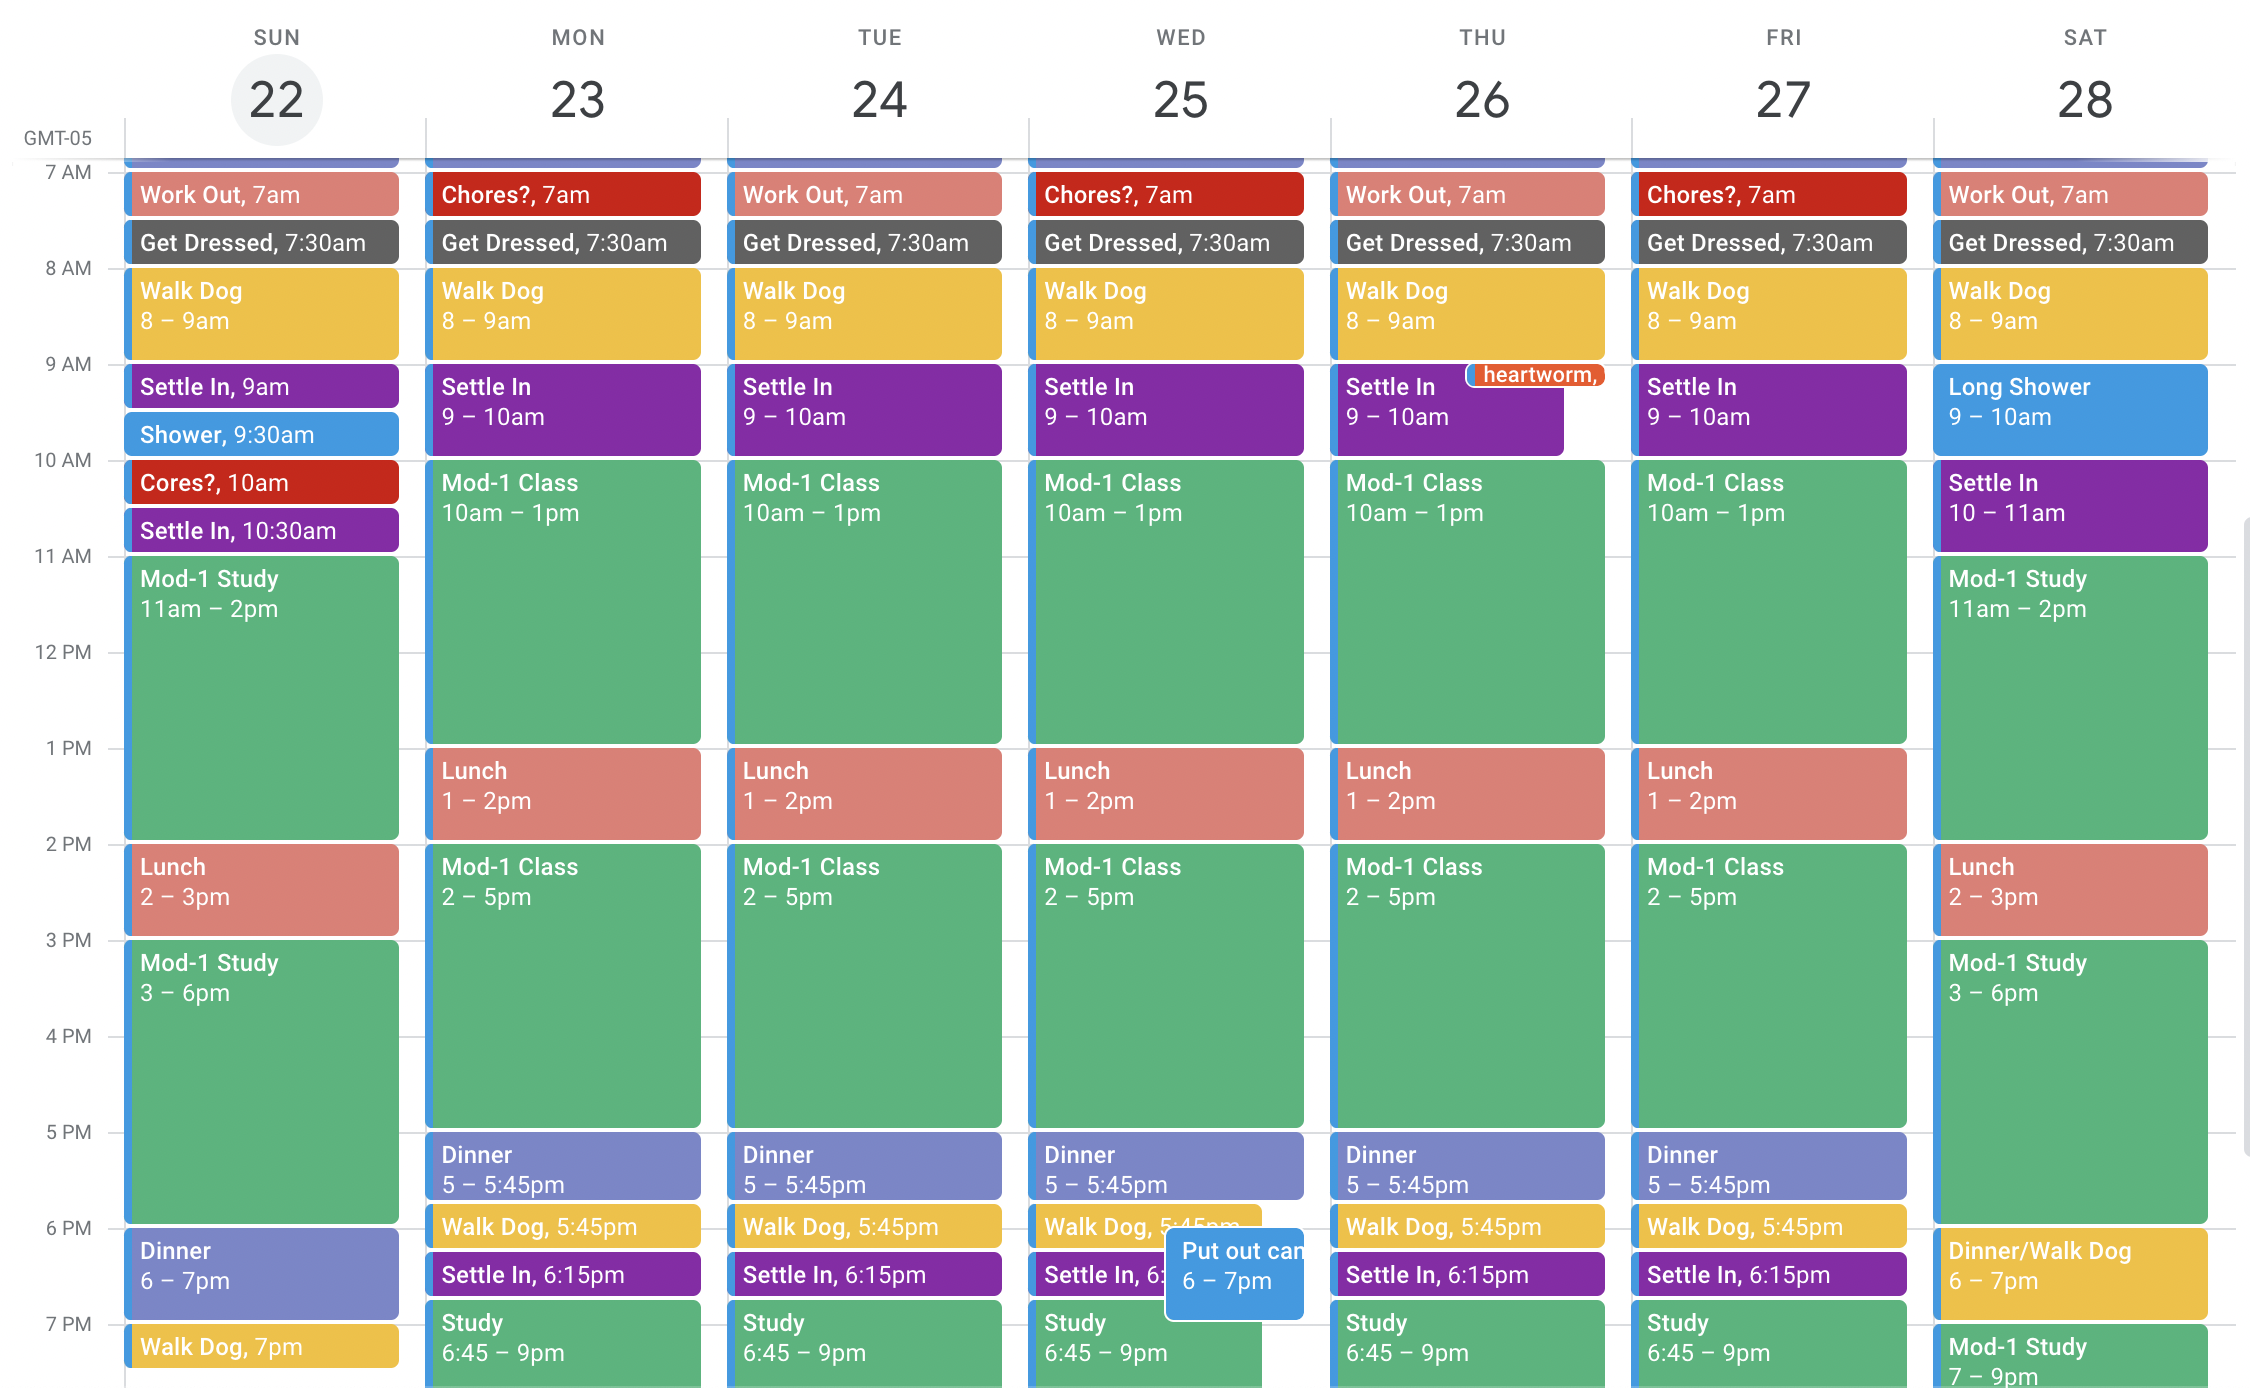 SUN
MON
TUE
WED
THU
FRI
SAT
22
23
24
25
26
27
28
GMT-05
7 AM
8 AM
9 AM
10 AM
11 AM
12 PM
1 PM
2 PM
3 PM
4 PM
5 PM
6 PM
7 PM
Work Out, 7am
Get Dressed, 7:30am
Walk Dog
8 – 9am
Settle In, 9am
Shower, 9:30am
Cores?, 10am
Settle In, 10:30am
Mod-1 Study
11am – 2pm
Lunch
2 – 3pm
Mod-1 Study
3 – 6pm
Dinner
6 – 7pm
Walk Dog, 7pm
Chores?, 7am
Get Dressed, 7:30am
Walk Dog
8 – 9am
Settle In
9 – 10am
Mod-1 Class
10am – 1pm
Lunch
1 – 2pm
Mod-1 Class
2 – 5pm
Dinner
5 – 5:45pm
Walk Dog, 5:45pm
Settle In, 6:15pm
Study
6:45 – 9pm
Work Out, 7am
Get Dressed, 7:30am
Walk Dog
8 – 9am
Settle In
9 – 10am
Mod-1 Class
10am – 1pm
Lunch
1 – 2pm
Mod-1 Class
2 – 5pm
Dinner
5 – 5:45pm
Walk Dog, 5:45pm
Settle In, 6:15pm
Study
6:45 – 9pm
Chores?, 7am
Get Dressed, 7:30am
Walk Dog
8 – 9am
Settle In
9 – 10am
Mod-1 Class
10am – 1pm
Lunch
1 – 2pm
Mod-1 Class
2 – 5pm
Dinner
5 – 5:45pm
Walk Dog, 5:45pm
Settle In, 6:
Put out can
6 – 7pm
Study
6:45 – 9pm
Work Out, 7am
Get Dressed, 7:30am
Walk Dog
8 – 9am
heartworm,
Settle In
9 – 10am
Mod-1 Class
10am – 1pm
Lunch
1 – 2pm
Mod-1 Class
2 – 5pm
Dinner
5 – 5:45pm
Walk Dog, 5:45pm
Settle In, 6:15pm
Study
6:45 – 9pm
Chores?, 7am
Get Dressed, 7:30am
Walk Dog
8 – 9am
Settle In
9 – 10am
Mod-1 Class
10am – 1pm
Lunch
1 – 2pm
Mod-1 Class
2 – 5pm
Dinner
5 – 5:45pm
Walk Dog, 5:45pm
Settle In, 6:15pm
Study
6:45 – 9pm
Work Out, 7am
Get Dressed, 7:30am
Walk Dog
8 – 9am
Long Shower
9 – 10am
Settle In
10 – 11am
Mod-1 Study
11am – 2pm
Lunch
2 – 3pm
Mod-1 Study
3 – 6pm
Dinner/Walk Dog
6 – 7pm
Mod-1 Study
7 – 9pm